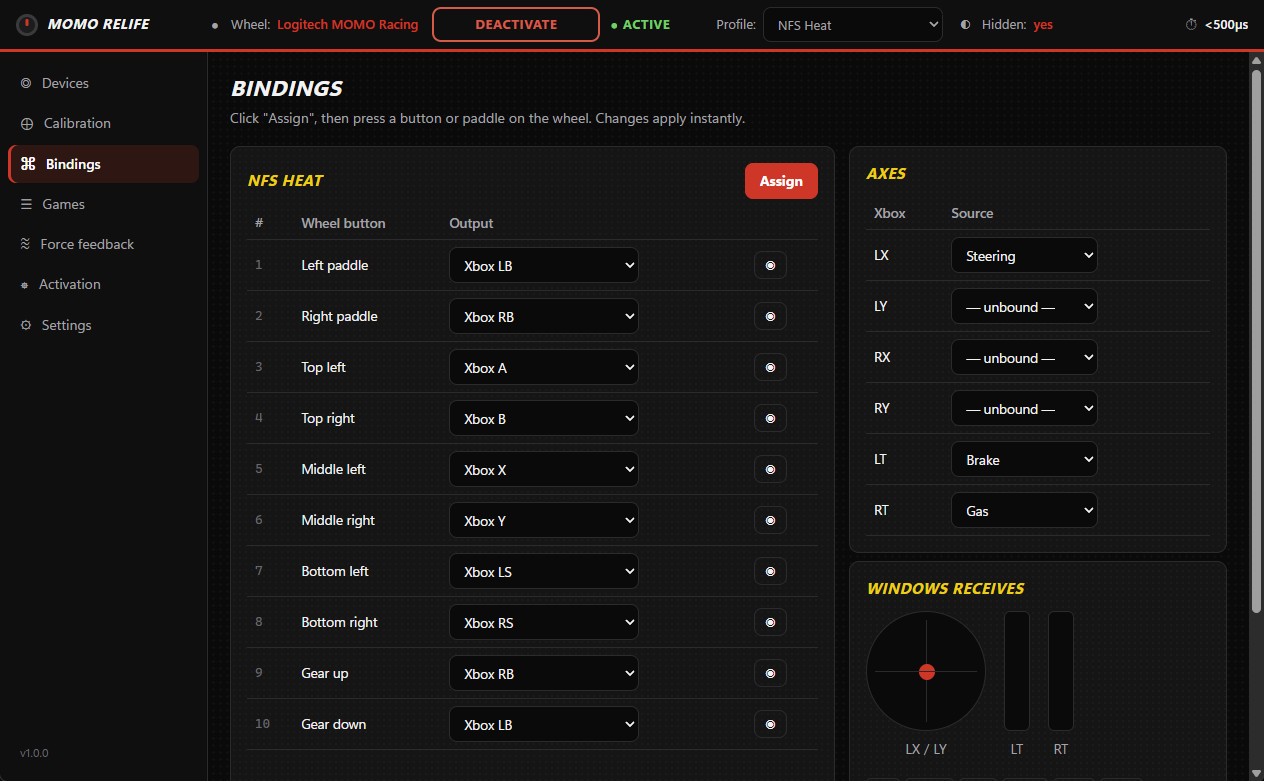 MOMO RELIFE
Wheel: Logitech MOMO Racing
DEACTIVATE
ACTIVE
Profile: NFS Heat
Hidden: yes
<500µs
Devices
Calibration
Bindings
Games
Force feedback
Activation
Settings
v1.0.0
BINDINGS
Click "Assign", then press a button or paddle on the wheel. Changes apply instantly.
NFS HEAT
Assign
# Wheel button Output
1 Left paddle Xbox LB
2 Right paddle Xbox RB
3 Top left Xbox A
4 Top right Xbox B
5 Middle left Xbox X
6 Middle right Xbox Y
7 Bottom left Xbox LS
8 Bottom right Xbox RS
9 Gear up Xbox RB
10 Gear down Xbox LB
AXES
Xbox Source
LX Steering
LY — unbound —
RX — unbound —
RY — unbound —
LT Brake
RT Gas
WINDOWS RECEIVES
LX / LY LT RT